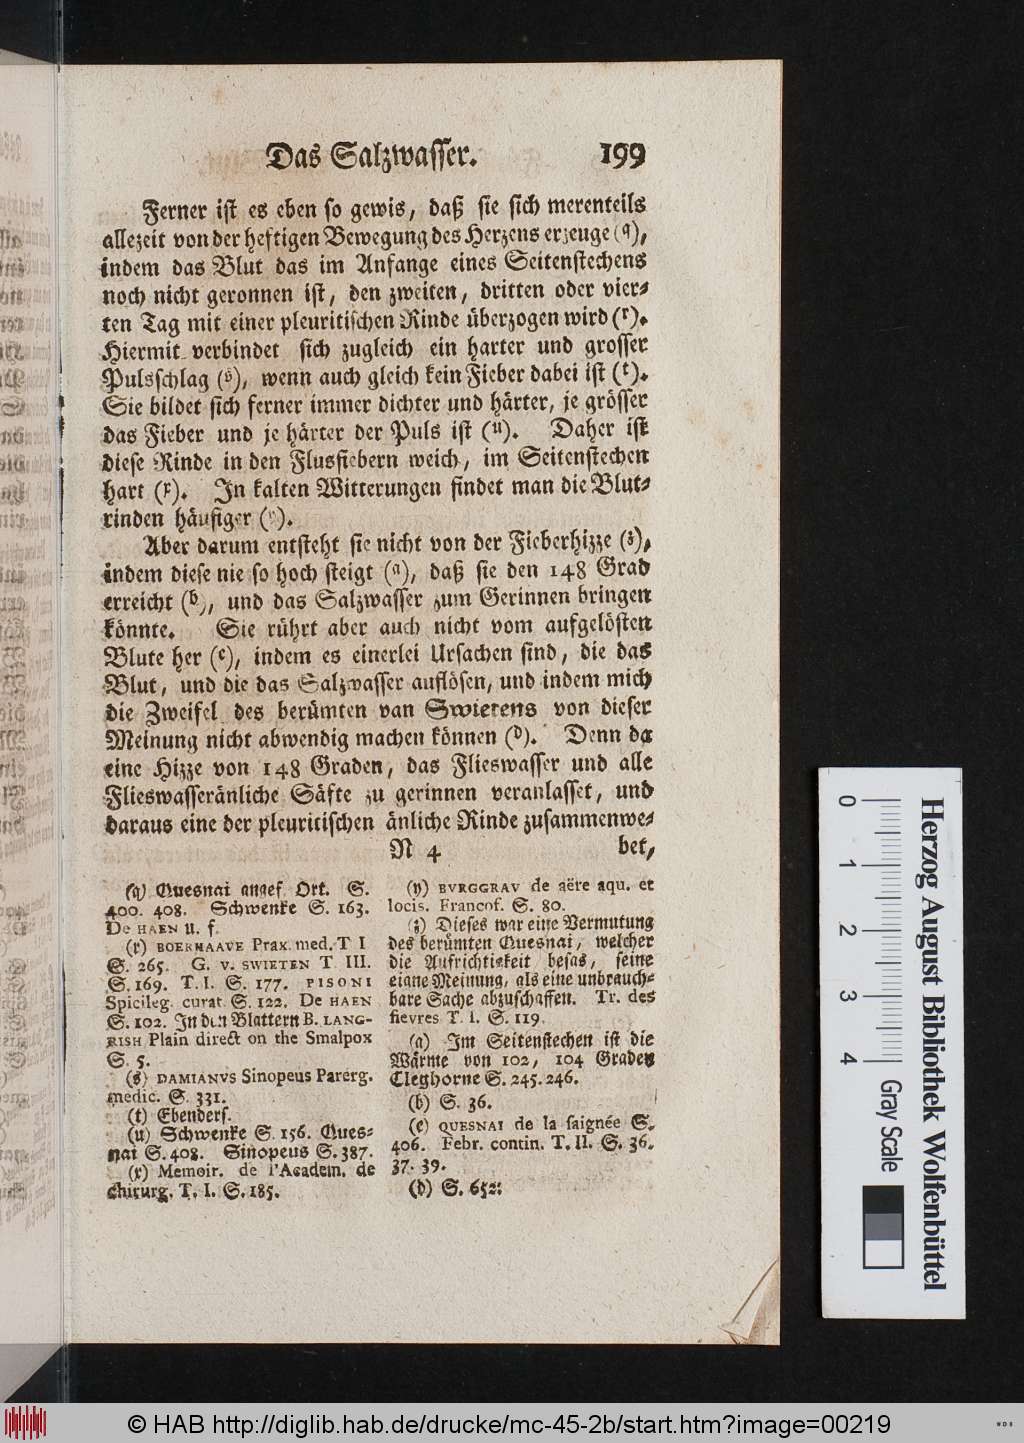 Das Salzwasser. 199
Ferner ist es eben so gewis, daß sie sich merenteils
allezeit von der heftigen Bewegung des Herzens erzeuge (q),
indem das Blut das im Anfange eines Seitenstechens
noch nicht geronnen ist, den zweiten, dritten oder vier-
ten Tag mit einer pleuritischen Rinde überzogen wird (r).
Hiermit verbindet sich zugleich ein harter und grosser
Pulsschlag (s), wenn auch gleich kein Fieber dabei ist (t).
Sie bildet sich ferner immer dichter und härter, je grösser
das Fieber und je härter der Puls ist (u). Daher ist
diese Rinde in den Flusfiebern weich, im Seitenstechen
hart (x). In kalten Witterungen findet man die Blut-
rinden häufiger (y).
Aber darum entsteht sie nicht von der Fieberhizze (z),
indem diese nie so hoch steigt (a), daß sie den 148 Grad
erreicht (b), und das Salzwasser zum Gerinnen bringen
könnte. Sie rührt aber auch nicht vom aufgelösten
Blute her (c), indem es einerlei Ursachen sind, die das
Blut, und die das Salzwasser auflösen, und indem mich
die Zweifel des berümten van Swietens von dieser
Meinung nicht abwendig machen können (d). Denn da
eine Hizze von 148 Graden, das Flieswasser und alle
Flieswasseränliche Säfte zu gerinnen veranlasset, und
daraus eine der pleuritischen änliche Rinde zusammenwe-
N 4 bet,
(q) Quesnai angef. Ort. S.
400. 408. Schwenke S. 163.
De HAEN u. f.
(r) BOERHAAVE Prax. med. T I
S. 265. G. v. SWIETEN T III.
S. 169. T. I. S. 177. PISONI
Spicileg. curat. S. 122. De HAEN
S. 102. In den Blattern B. LANG-
RISH Plain direct on the Smalpox
S. 5.
(s) DAMIANVS Sinopeus Parerg.
medic. S. 331.
(t) Ebenders.
(u) Schwenke S. 156. Ques-
nai S. 408. Sinopeus S. 387.
(x) Memoir. de l'Academ. de
chirurg. T. I. S. 185.
(y) BVRGGRAV de aëre aqu. et
locis. Francof. S. 80.
(z) Dieses war eine Vermutung
des berümten Quesnai, welcher
die Aufrichtigkeit besas, seine
eigne Meinung, als eine unbrauch-
bare Sache abzuschaffen. Tr. des
fievres T. I. S. 119.
(a) Im Seitenstechen ist die
Wärme von 102, 104 Graden
Cleghorne S. 245. 246.
(b) S. 36.
(c) QUESNAI de la saignée S.
406. Febr. contin. T. II. S. 36.
37. 39.
(d) S. 652.
0 1 2 3 4
Herzog August Bibliothek Wolfenbüttel
Gray Scale
© HAB http://diglib.hab.de/drucke/mc-45-2b/start.htm?image=00219